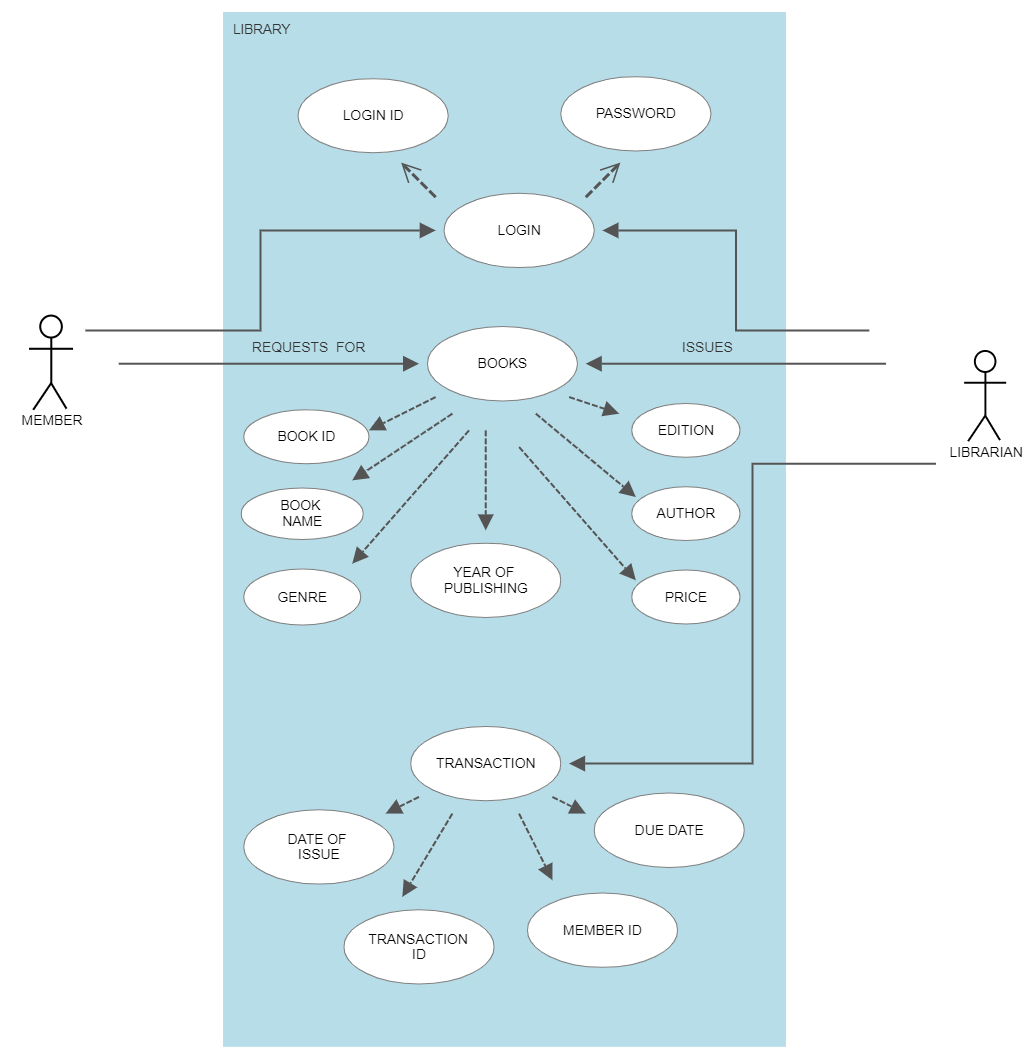 LIBRARY
LOGIN ID
PASSWORD
LOGIN
REQUESTS FOR
ISSUES
BOOKS
MEMBER
LIBRARIAN
BOOK ID
EDITION
BOOK
NAME
AUTHOR
YEAR OF
PUBLISHING
GENRE
PRICE
TRANSACTION
DATE OF
ISSUE
DUE DATE
TRANSACTION
ID
MEMBER ID